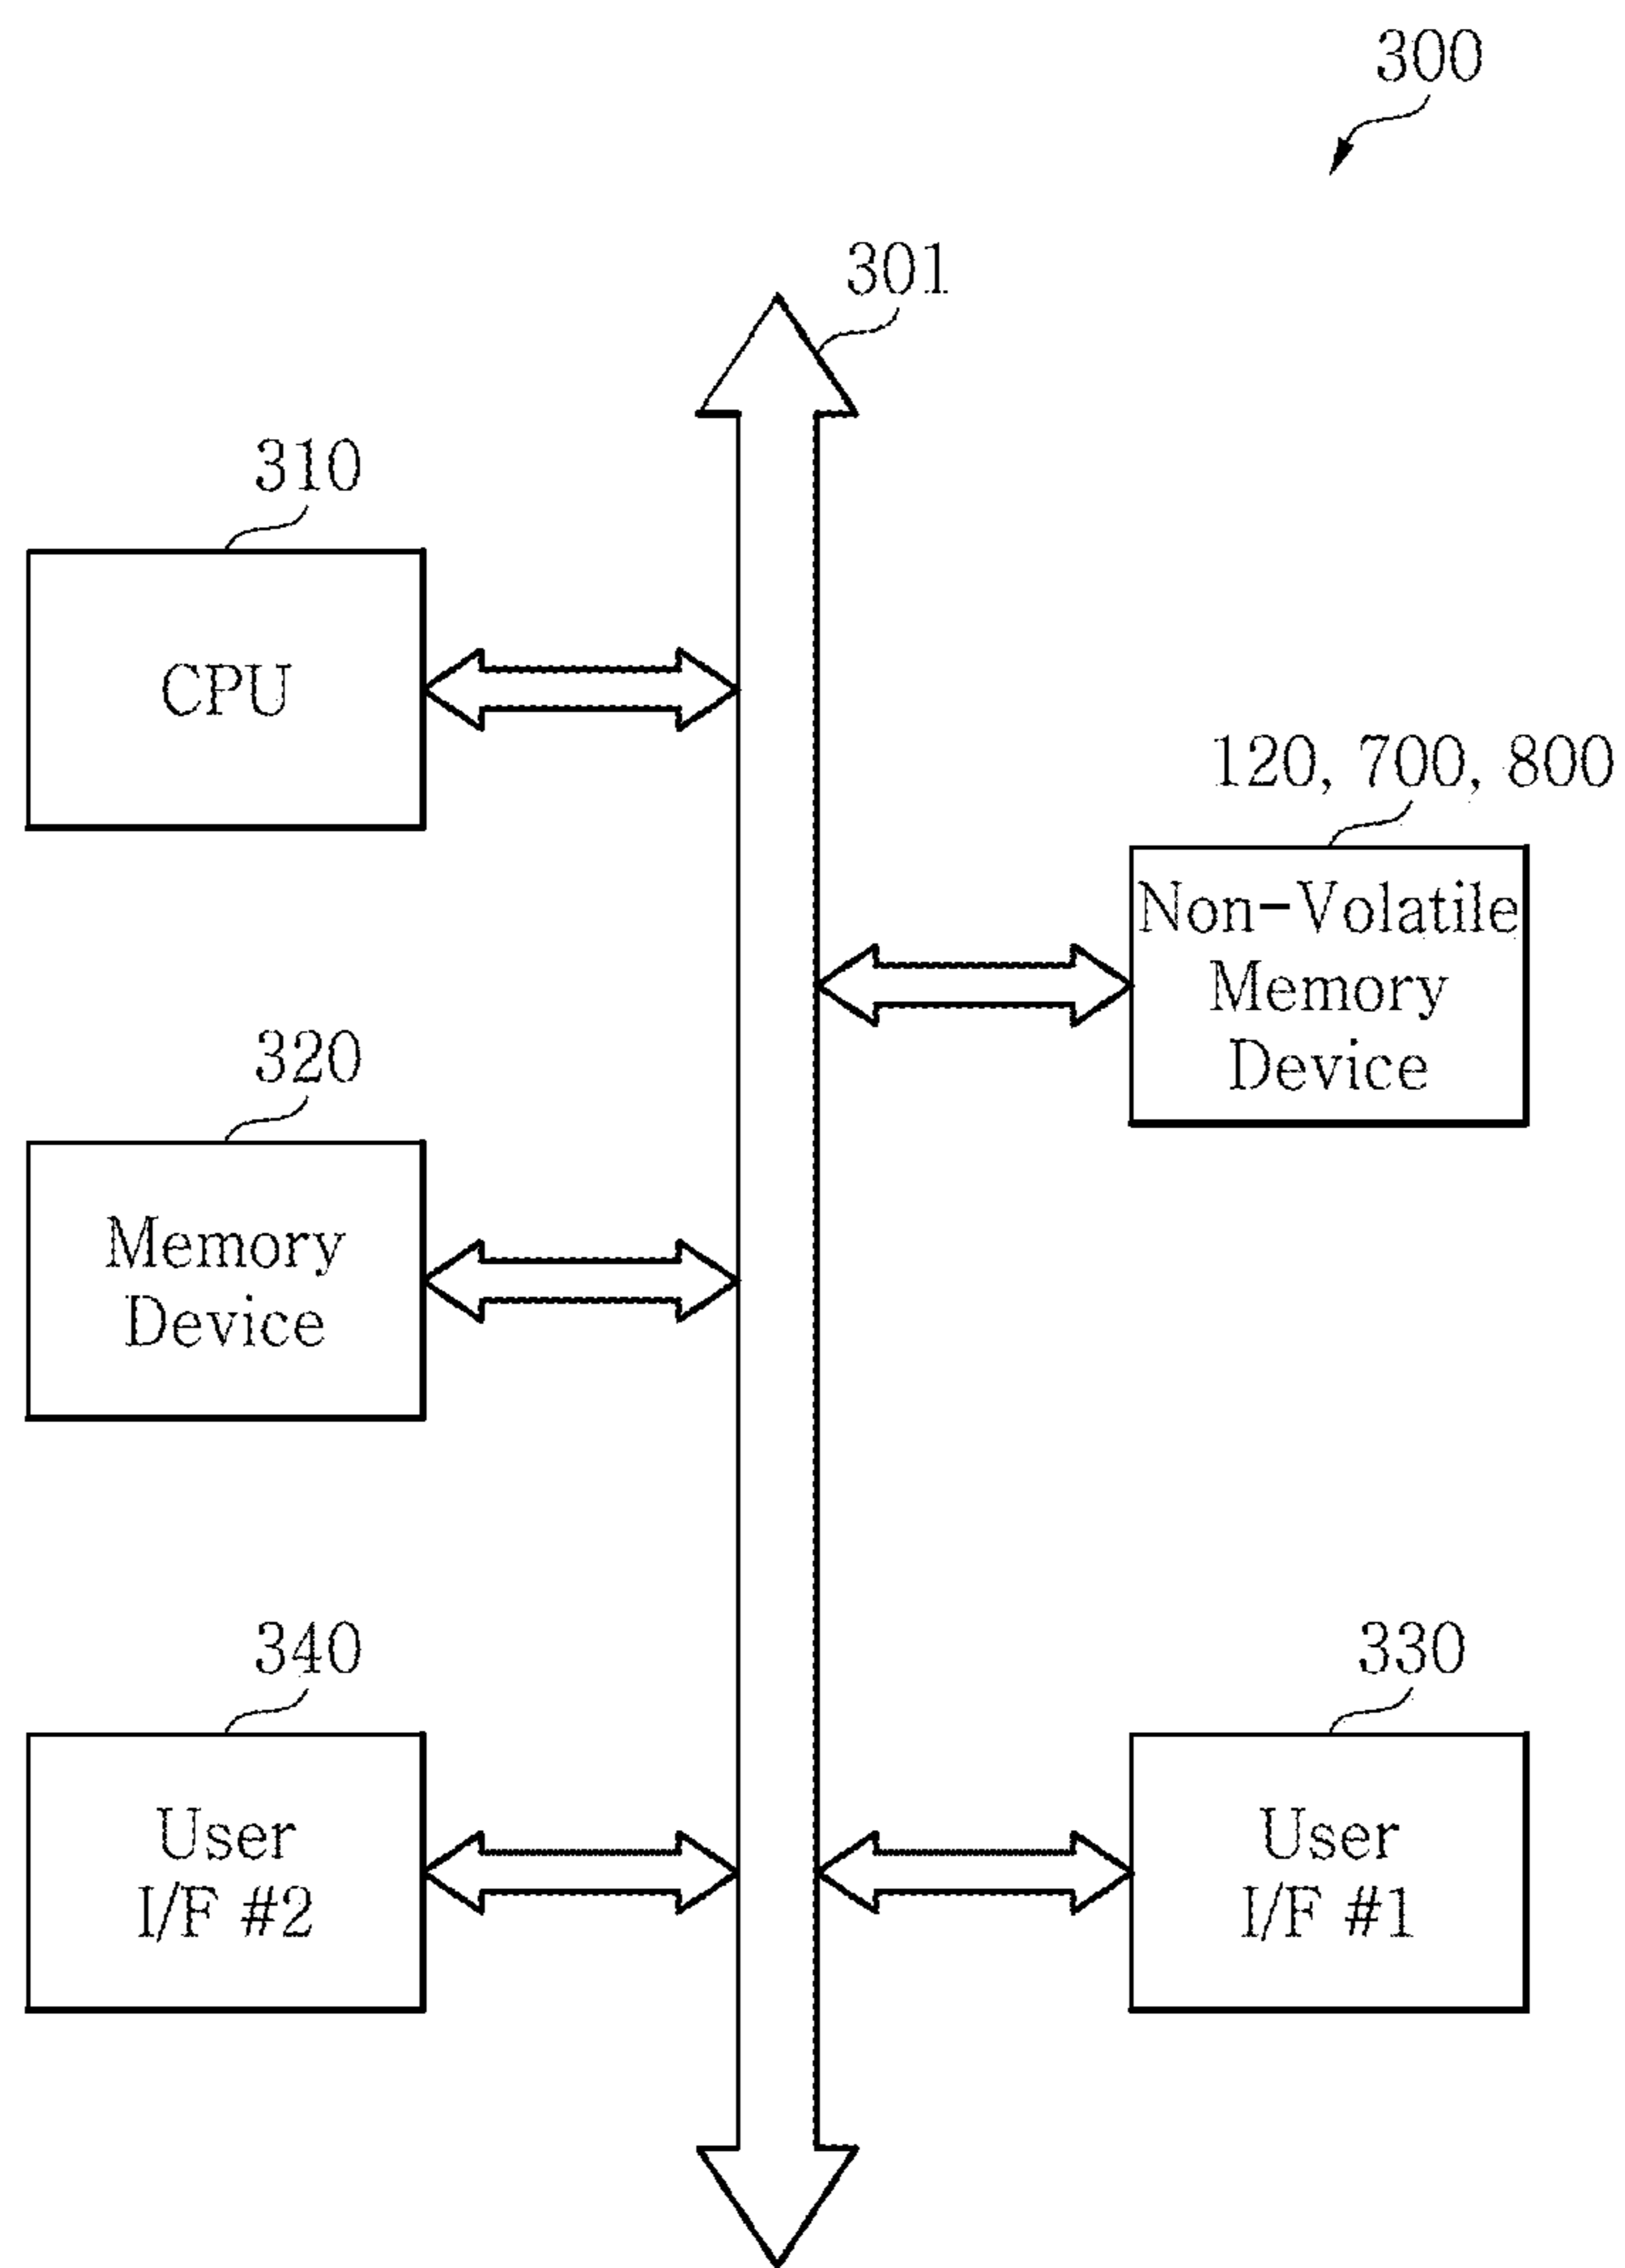 300
301
310
CPU
120, 700, 800
Non-Volatile
Memory
Device
320
Memory
Device
340
User
I/F #2
330
User
I/F #1